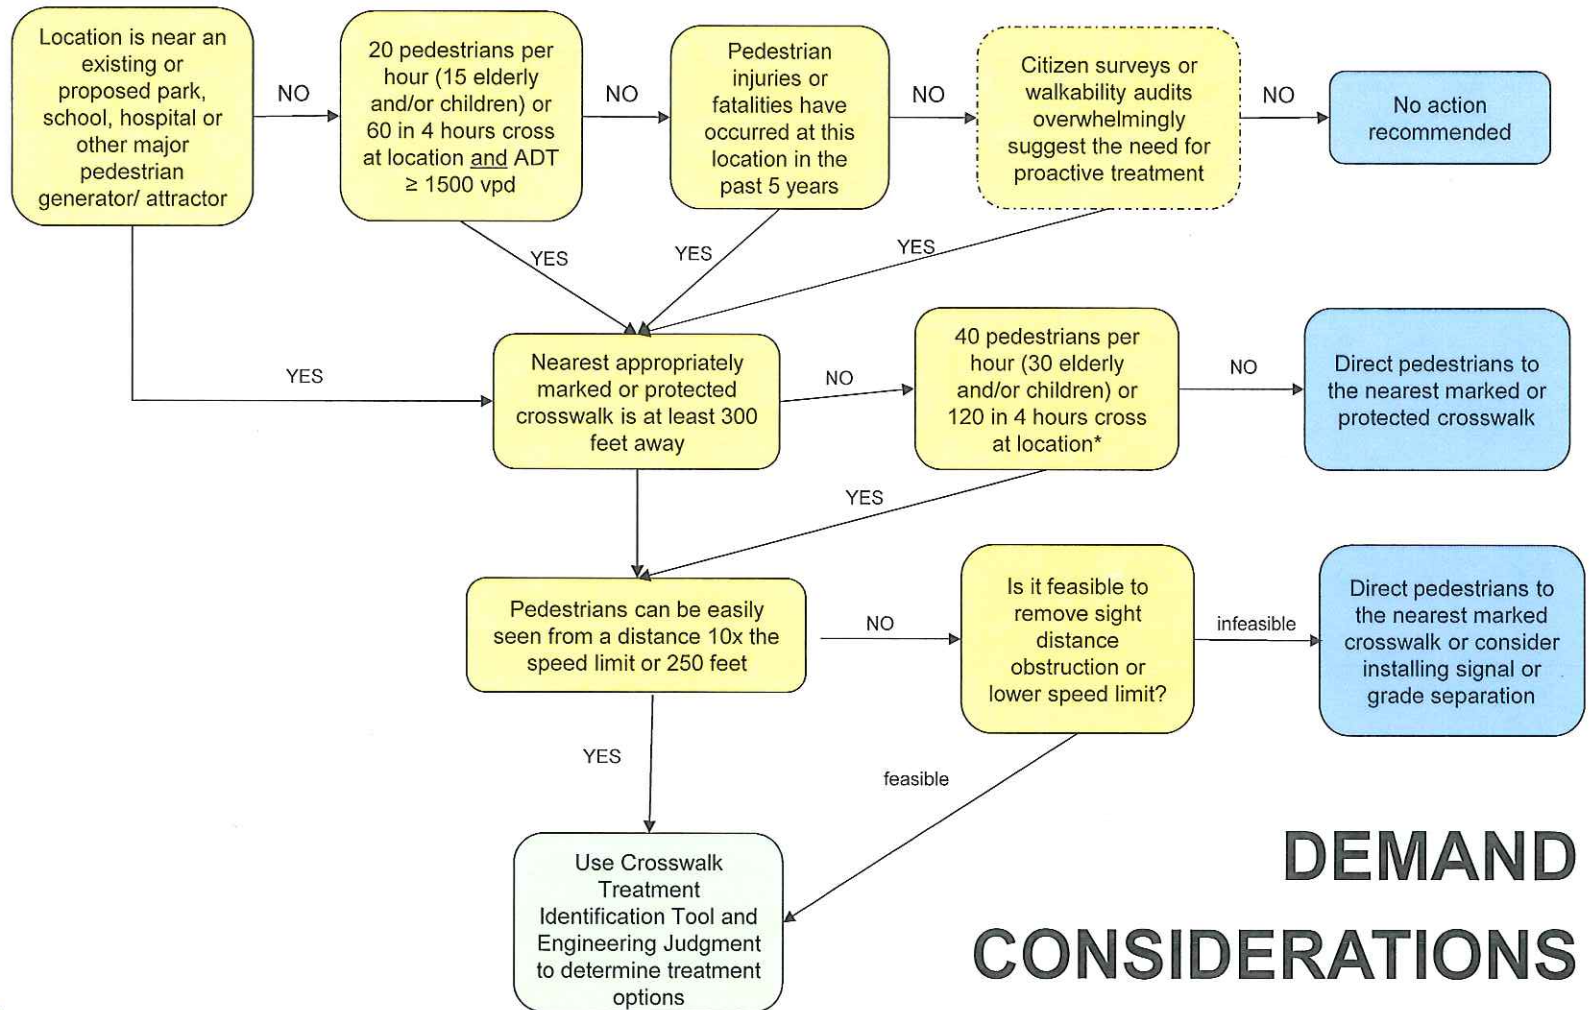 Location is near an
existing or
proposed park,
school, hospital or
other major
pedestrian
generator/ attractor
NO
20 pedestrians per
hour (15 elderly
and/or children) or
60 in 4 hours cross
at location and ADT
≥ 1500 vpd
NO
Pedestrian
injuries or
fatalities have
occurred at this
location in the
past 5 years
NO
Citizen surveys or
walkability audits
overwhelmingly
suggest the need for
proactive treatment
NO
No action
recommended
YES
YES
YES
YES
Nearest appropriately
marked or protected
crosswalk is at least 300
feet away
NO
40 pedestrians per
hour (30 elderly
and/or children) or
120 in 4 hours cross
at location*
NO
Direct pedestrians to
the nearest marked or
protected crosswalk
YES
Pedestrians can be easily
seen from a distance 10x the
speed limit or 250 feet
NO
Is it feasible to
remove sight
distance
obstruction or
lower speed limit?
infeasible
Direct pedestrians to
the nearest marked
crosswalk or consider
installing signal or
grade separation
YES
feasible
Use Crosswalk
Treatment
Identification Tool and
Engineering Judgment
to determine treatment
options
DEMAND
CONSIDERATIONS